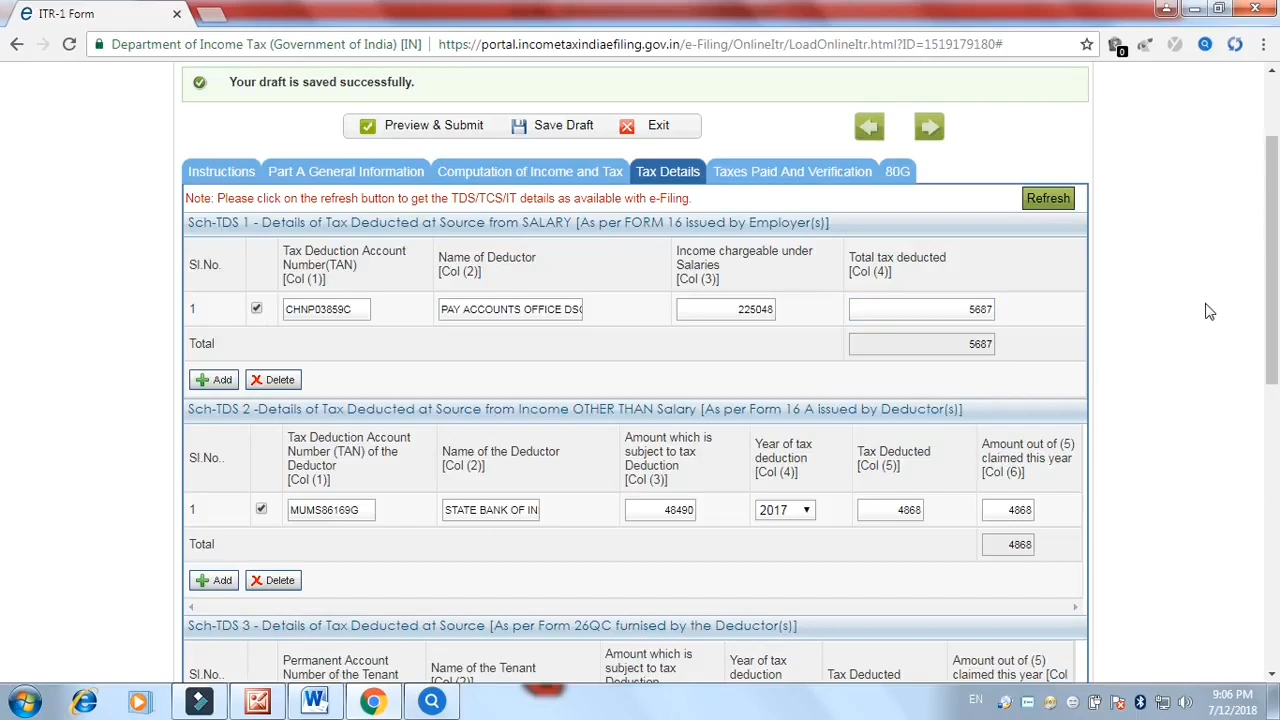 ITR-1 Form
Department of Income Tax (Government of India) [IN] https://portal.incometaxindiaefiling.gov.in/e-Filing/OnlineItr/LoadOnlineItr.html?ID=1519179180#
0
Your draft is saved successfully.
Preview & Submit Save Draft Exit
Instructions Part A General Information Computation of Income and Tax Tax Details Taxes Paid And Verification 80G
Note: Please click on the refresh button to get the TDS/TCS/IT details as available with e-Filing. Refresh
Sch-TDS 1 - Details of Tax Deducted at Source from SALARY [As per FORM 16 issued by Employer(s)]
Sl.No.
Tax Deduction Account
Number(TAN)
[Col (1)]
Name of Deductor
[Col (2)]
Income chargeable under
Salaries
[Col (3)]
Total tax deducted
[Col (4)]
1 CHNP03859C PAY ACCOUNTS OFFICE DSC 225048 5687
Total 5687
Add Delete
Sch-TDS 2 -Details of Tax Deducted at Source from Income OTHER THAN Salary [As per Form 16 A issued by Deductor(s)]
Sl.No..
Tax Deduction Account
Number (TAN) of the
Deductor
[Col (1)]
Name of the Deductor
[Col (2)]
Amount which is
subject to tax
Deduction
[Col (3)]
Year of tax
deduction
[Col (4)]
Tax Deducted
[Col (5)]
Amount out of (5)
claimed this year
[Col (6)]
1 MUMS86169G STATE BANK OF IN 48490 2017 4868 4868
Total 4868
Add Delete
Sch-TDS 3 - Details of Tax Deducted at Source [As per Form 26QC furnised by the Deductor(s)]
Sl.No..
Permanent Account
Number of the Tenant
Name of the Tenant
[Col (2)]
Amount which is
subject to tax
Deduction
Year of tax
deduction
Tax Deducted
Amount out of (5)
claimed this year [Col
EN
9:06 PM
7/12/2018